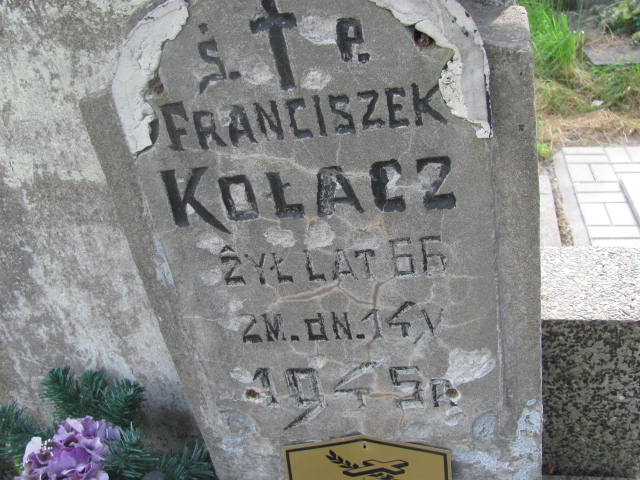 Ś. P.
FRANCISZEK
KOŁACZ
ŻYŁ LAT 66
ZM. dN. 14 V
1945 R